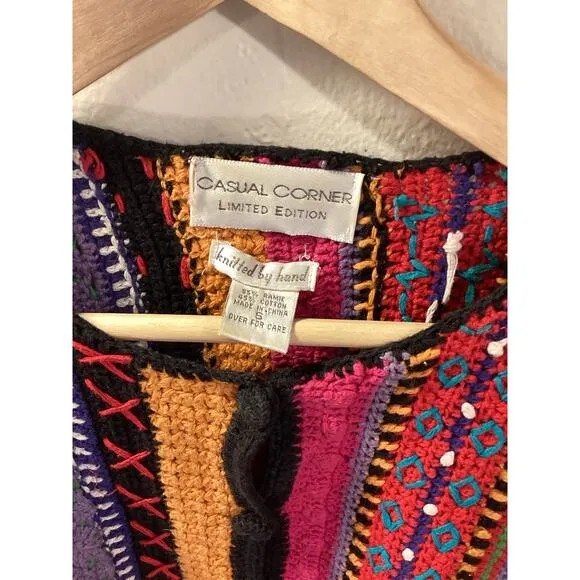 CASUAL CORNER
LIMITED EDITION
knitted by hand
55% RAMIE
45% COTTON
MADE IN CHINA
S
OVER FOR CARE